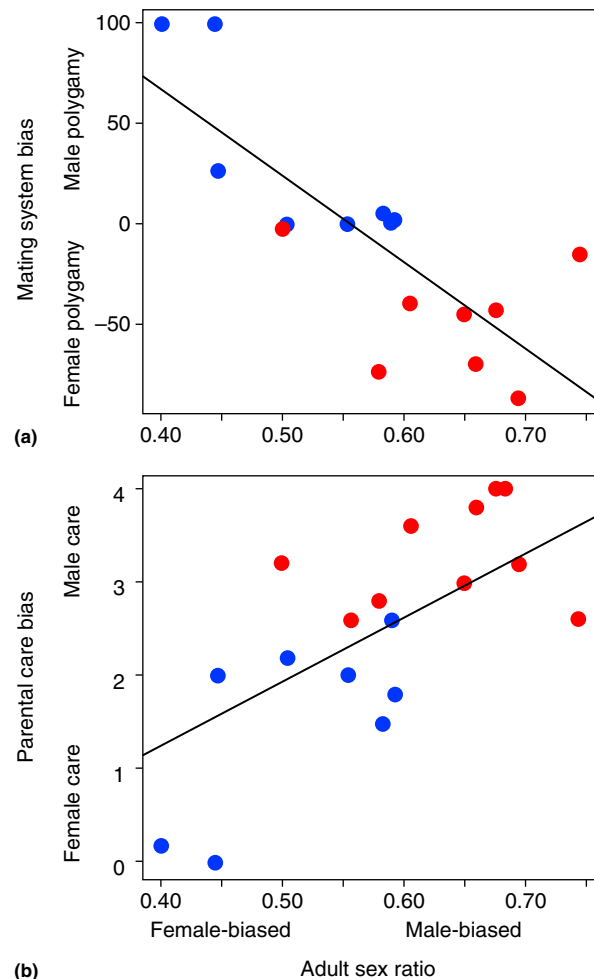 100
50
0
−50
Male polygamy
Mating system bias
Female polygamy
(a)
0.40 0.50 0.60 0.70
4
3
2
1
0
Male care
Parental care bias
Female care
0.40 0.50 0.60 0.70
Female-biased Male-biased
(b) Adult sex ratio